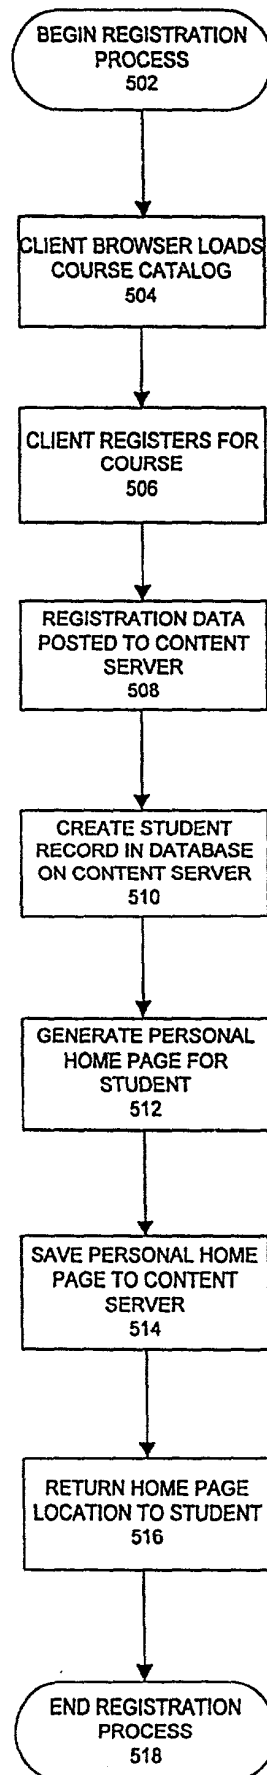 BEGIN REGISTRATION
PROCESS
502
CLIENT BROWSER LOADS
COURSE CATALOG
504
CLIENT REGISTERS FOR
COURSE
506
REGISTRATION DATA
POSTED TO CONTENT
SERVER
508
CREATE STUDENT
RECORD IN DATABASE
ON CONTENT SERVER
510
GENERATE PERSONAL
HOME PAGE FOR
STUDENT
512
SAVE PERSONAL HOME
PAGE TO CONTENT
SERVER
514
RETURN HOME PAGE
LOCATION TO STUDENT
516
END REGISTRATION
PROCESS
518